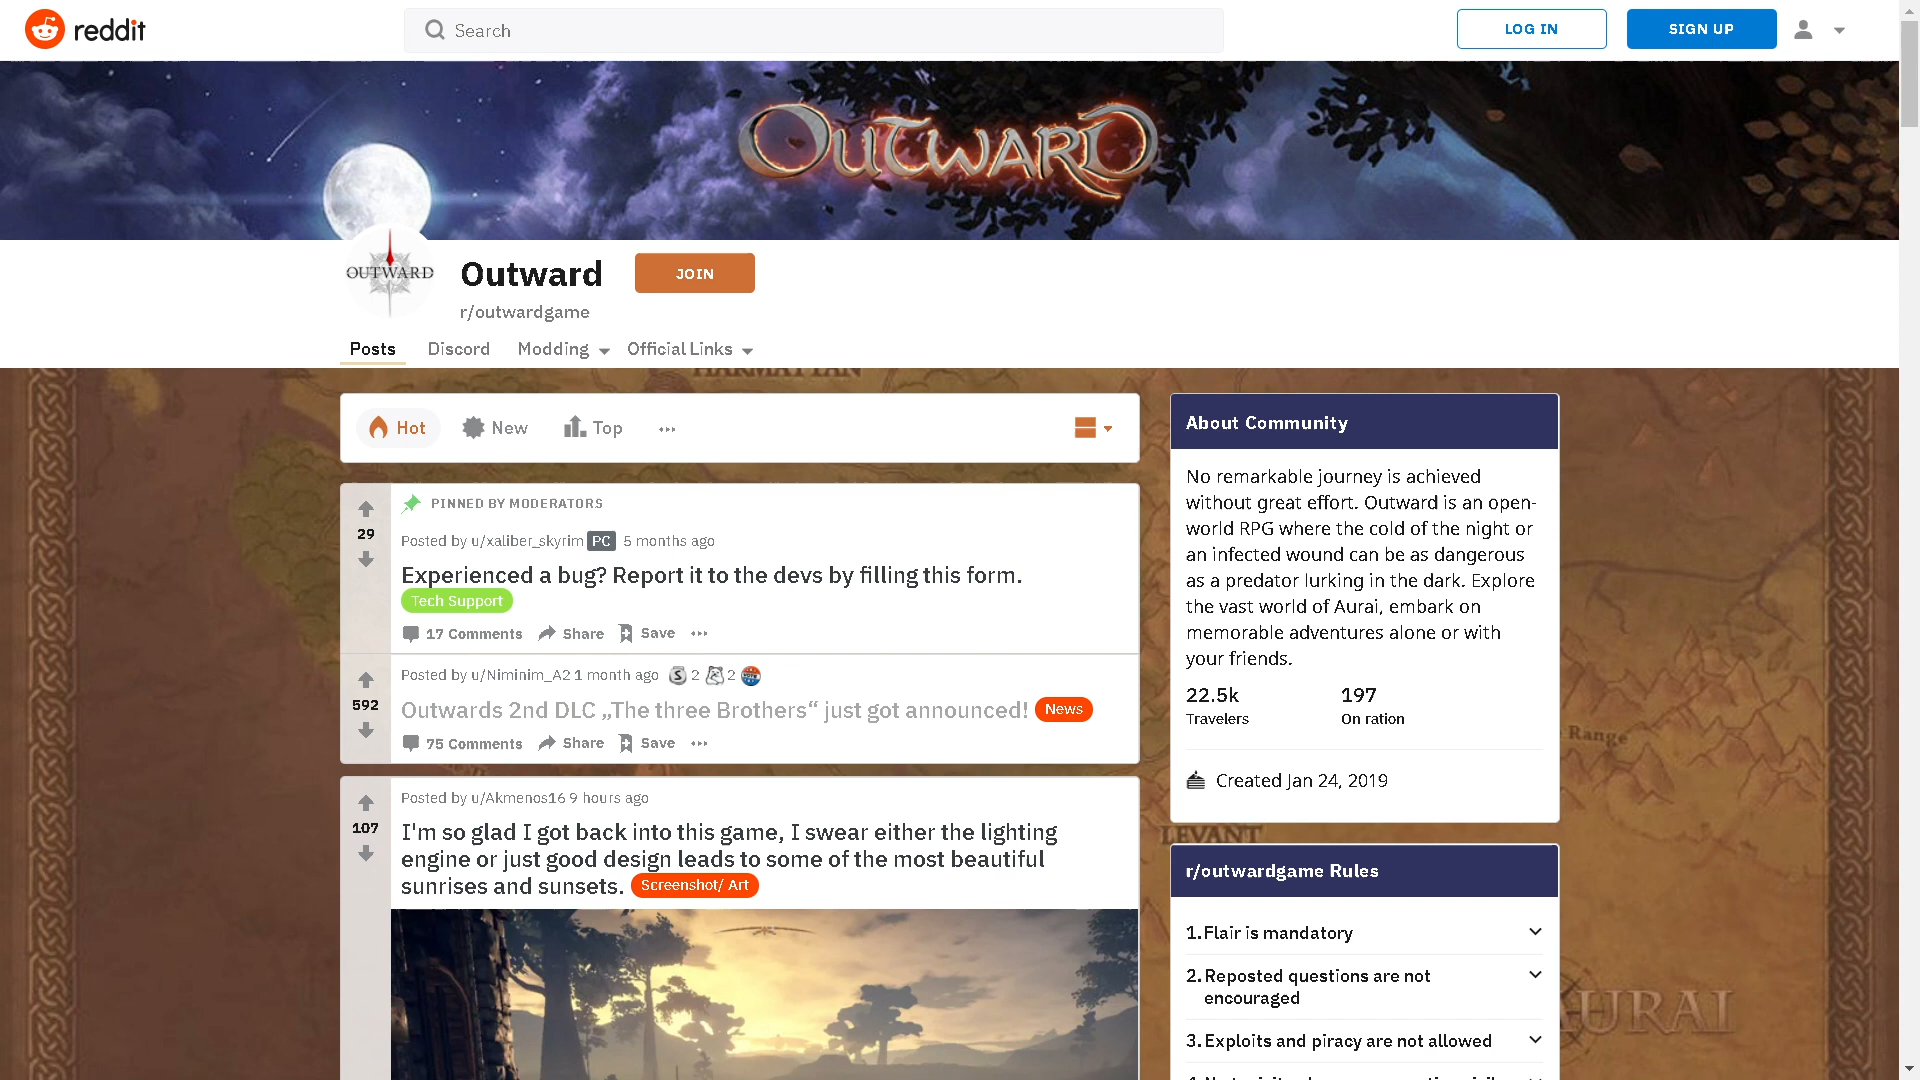 reddit
Search
LOG IN
SIGN UP
OUTWARD
OUTWARD
Outward
JOIN
r/outwardgame
Posts
Discord
Modding
Official Links
Hot
New
Top
29
PINNED BY MODERATORS
Posted by u/xaliber_skyrim PC 5 months ago
Experienced a bug? Report it to the devs by filling this form.
Tech Support
17 Comments
Share
Save
592
Posted by u/Niminim_A2 1 month ago 2 2
Outwards 2nd DLC „The three Brothers“ just got announced! News
75 Comments
Share
Save
107
Posted by u/Akmenos16 9 hours ago
I'm so glad I got back into this game, I swear either the lighting
engine or just good design leads to some of the most beautiful
sunrises and sunsets. Screenshot/ Art
About Community
No remarkable journey is achieved
without great effort. Outward is an open-
world RPG where the cold of the night or
an infected wound can be as dangerous
as a predator lurking in the dark. Explore
the vast world of Aurai, embark on
memorable adventures alone or with
your friends.
22.5k
197
Travelers
On ration
Created Jan 24, 2019
Range
LEVANT
r/outwardgame Rules
1. Flair is mandatory
2. Reposted questions are not
encouraged
3. Exploits and piracy are not allowed
AURAI